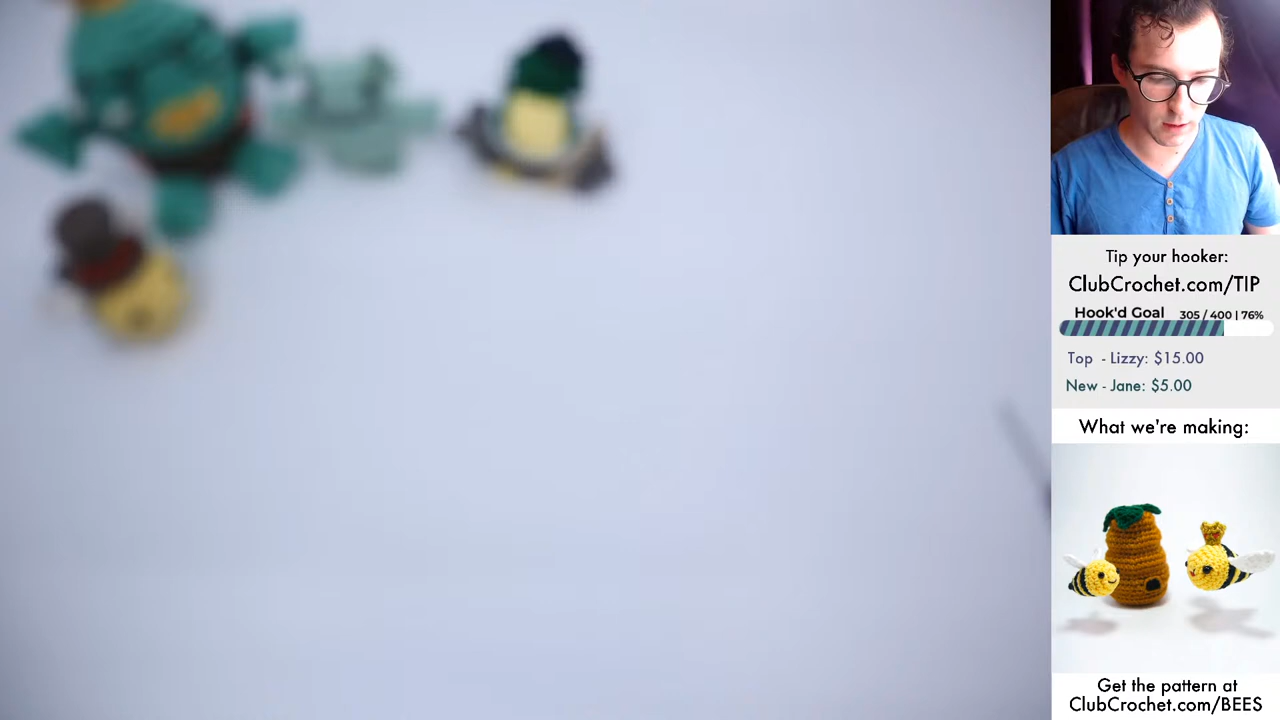 Tip your hooker:
ClubCrochet.com/TIP
Hook'd Goal 305 / 400 | 76%
Top - Lizzy: $15.00
New - Jane: $5.00
What we're making:
Get the pattern at
ClubCrochet.com/BEES